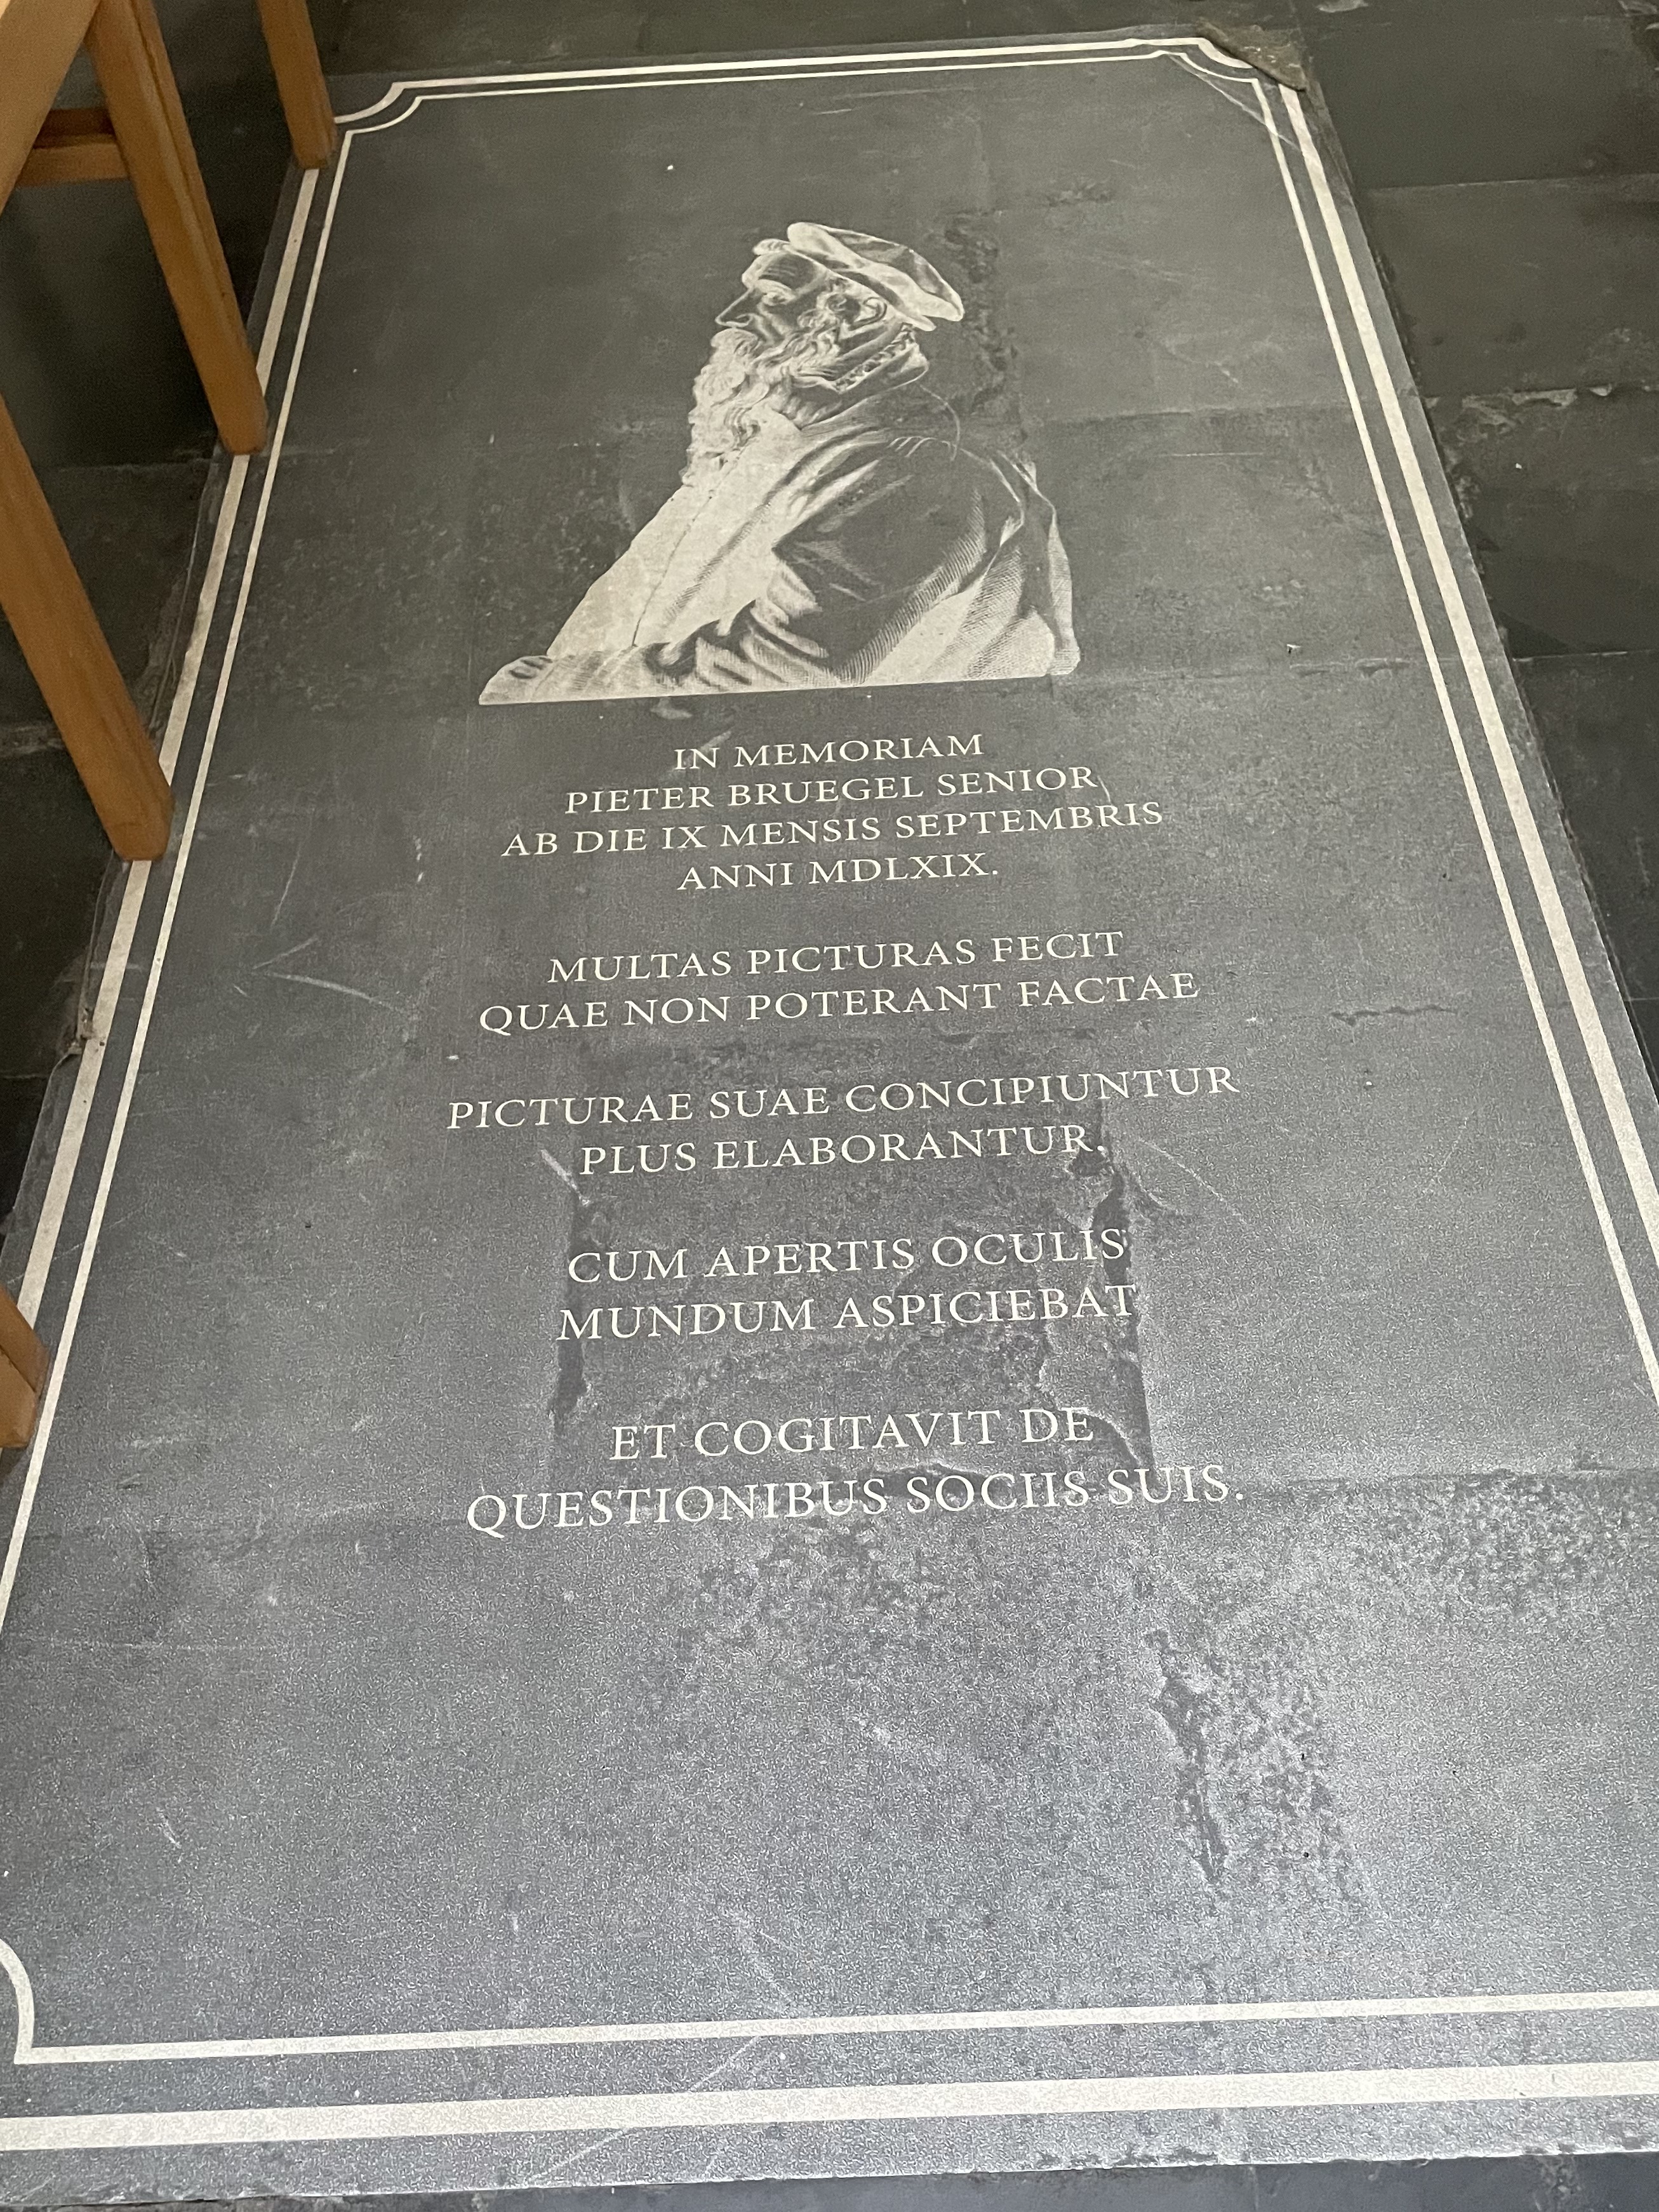 IN MEMORIAM
PIETER BRUEGEL SENIOR
AB DIE IX MENSIS SEPTEMBRIS
ANNI MDLXIX.
MULTAS PICTURAS FECIT
QUAE NON POTERANT FACTAE
PICTURAE SUAE CONCIPIUNTUR
PLUS ELABORANTUR.
CUM APERTIS OCULIS
MUNDUM ASPICIEBAT
ET COGITAVIT DE
QUESTIONIBUS SOCIIS SUIS.